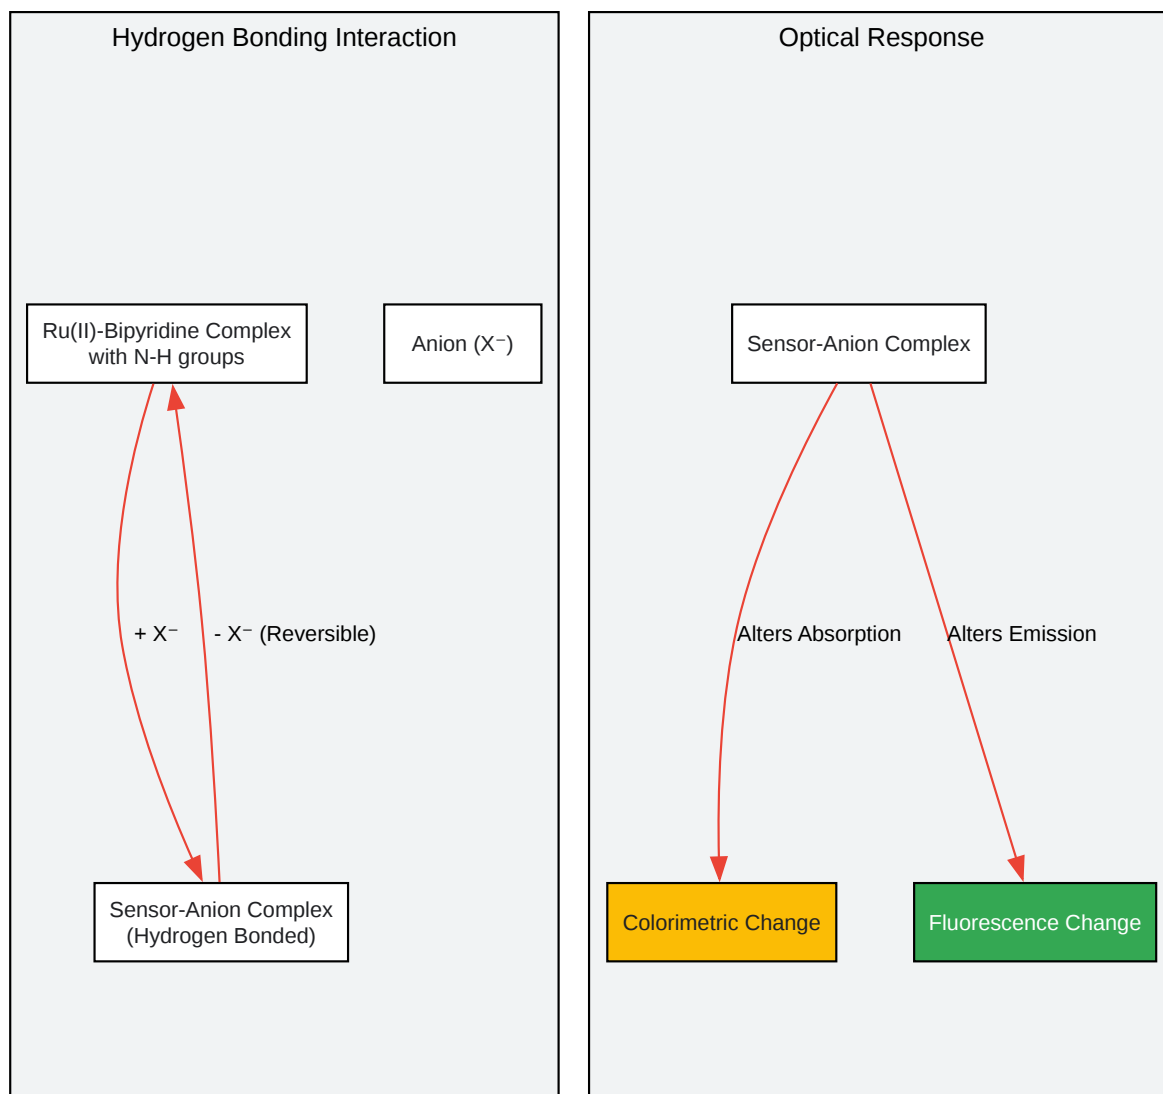 Hydrogen Bonding Interaction
Ru(II)-Bipyridine Complex
with N-H groups
Anion (X⁻)
+ X⁻
- X⁻ (Reversible)
Sensor-Anion Complex
(Hydrogen Bonded)
Optical Response
Sensor-Anion Complex
Alters Absorption
Alters Emission
Colorimetric Change
Fluorescence Change